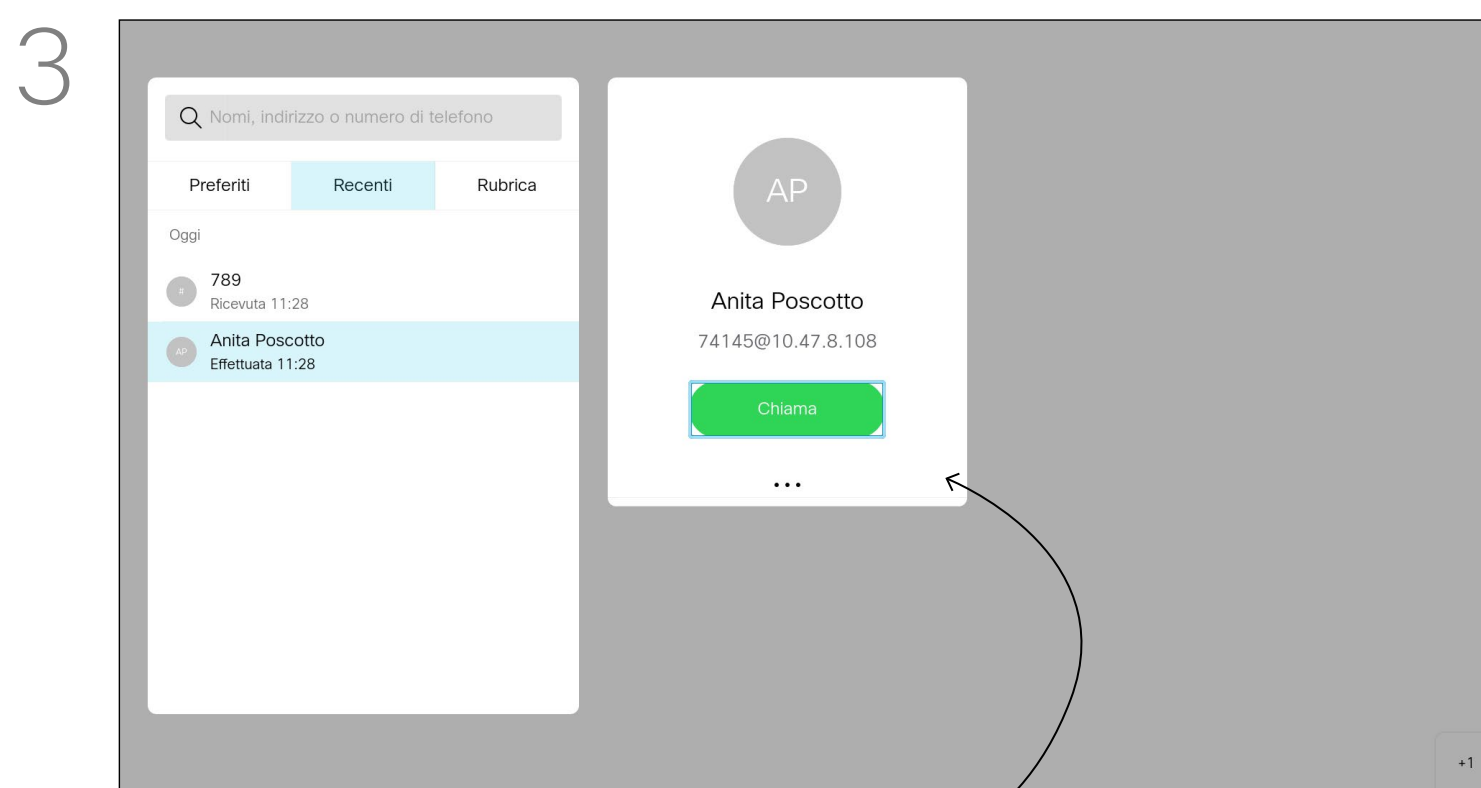 3
Nomi, indirizzo o numero di telefono
Preferiti Recenti Rubrica
Oggi
#
789
Ricevuta 11:28
AP
Anita Poscotto
Effettuata 11:28
AP
Anita Poscotto
74145@10.47.8.108
Chiama
...
+1